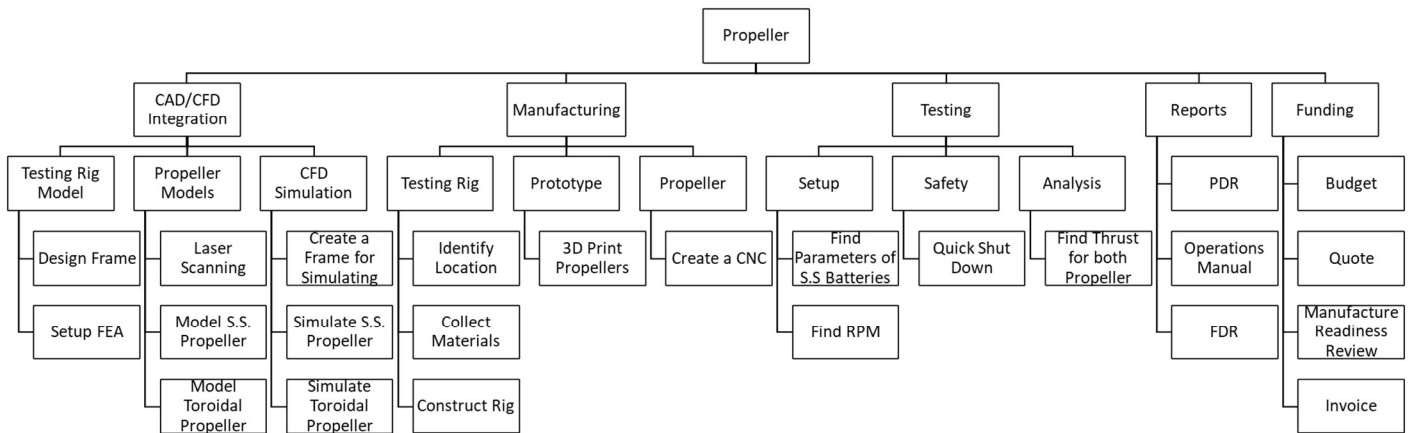 Propeller
CAD/CFD
Integration
Manufacturing
Testing
Reports
Funding
Testing Rig
Model
Propeller
Models
CFD
Simulation
Testing Rig
Prototype
Propeller
Setup
Safety
Analysis
PDR
Budget
Design Frame
Laser
Scanning
Create a
Frame for
Simulating
Identify
Location
3D Print
Propellers
Create a CNC
Find
Parameters of
S.S Batteries
Quick Shut
Down
Find Thrust
for both
Propeller
Operations
Manual
Quote
Setup FEA
Model S.S.
Propeller
Simulate S.S.
Propeller
Collect
Materials
Find RPM
FDR
Manufacture
Readiness
Review
Model
Toroidal
Propeller
Simulate
Toroidal
Propeller
Construct Rig
Invoice